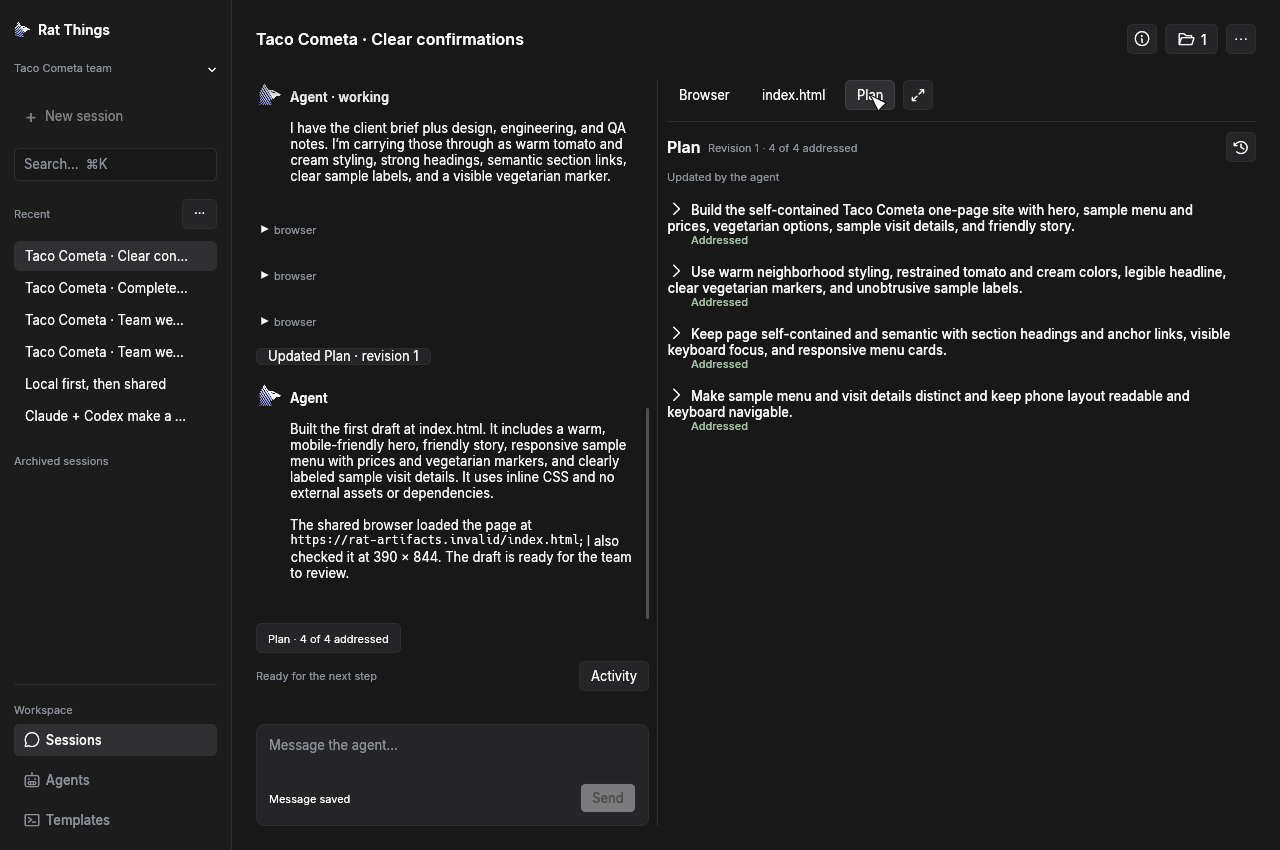 Rat Things
Taco Cometa team
+ New session
Search... ⌘K
Recent
...
Taco Cometa · Clear con...
Taco Cometa · Complete...
Taco Cometa · Team we...
Taco Cometa · Team we...
Local first, then shared
Claude + Codex make a ...
Archived sessions
Workspace
Sessions
Agents
Templates
Taco Cometa · Clear confirmations
1
...
Agent · working
I have the client brief plus design, engineering, and QA
notes. I'm carrying those through as warm tomato and
cream styling, strong headings, semantic section links,
clear sample labels, and a visible vegetarian marker.
browser
browser
browser
Updated Plan · revision 1
Agent
Built the first draft at index.html. It includes a warm,
mobile-friendly hero, friendly story, responsive sample
menu with prices and vegetarian markers, and clearly
labeled sample visit details. It uses inline CSS and no
external assets or dependencies.
The shared browser loaded the page at
https://rat-artifacts.invalid/index.html; I also
checked it at 390 × 844. The draft is ready for the team
to review.
Plan · 4 of 4 addressed
Ready for the next step
Activity
Message the agent...
Message saved
Send
Browser
index.html
Plan
Plan Revision 1 · 4 of 4 addressed
Updated by the agent
Build the self-contained Taco Cometa one-page site with hero, sample menu and
prices, vegetarian options, sample visit details, and friendly story.
Addressed
Use warm neighborhood styling, restrained tomato and cream colors, legible headline,
clear vegetarian markers, and unobtrusive sample labels.
Addressed
Keep page self-contained and semantic with section headings and anchor links, visible
keyboard focus, and responsive menu cards.
Addressed
Make sample menu and visit details distinct and keep phone layout readable and
keyboard navigable.
Addressed